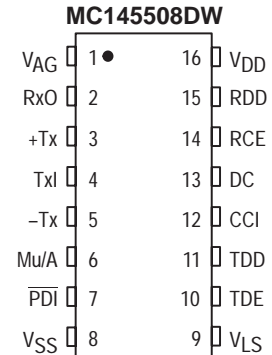 MC145508DW
VAG 1 16 VDD
RxO 2 15 RDD
+Tx 3 14 RCE
TxI 4 13 DC
–Tx 5 12 CCI
Mu/A 6 11 TDD
PDI 7 10 TDE
VSS 8 9 VLS